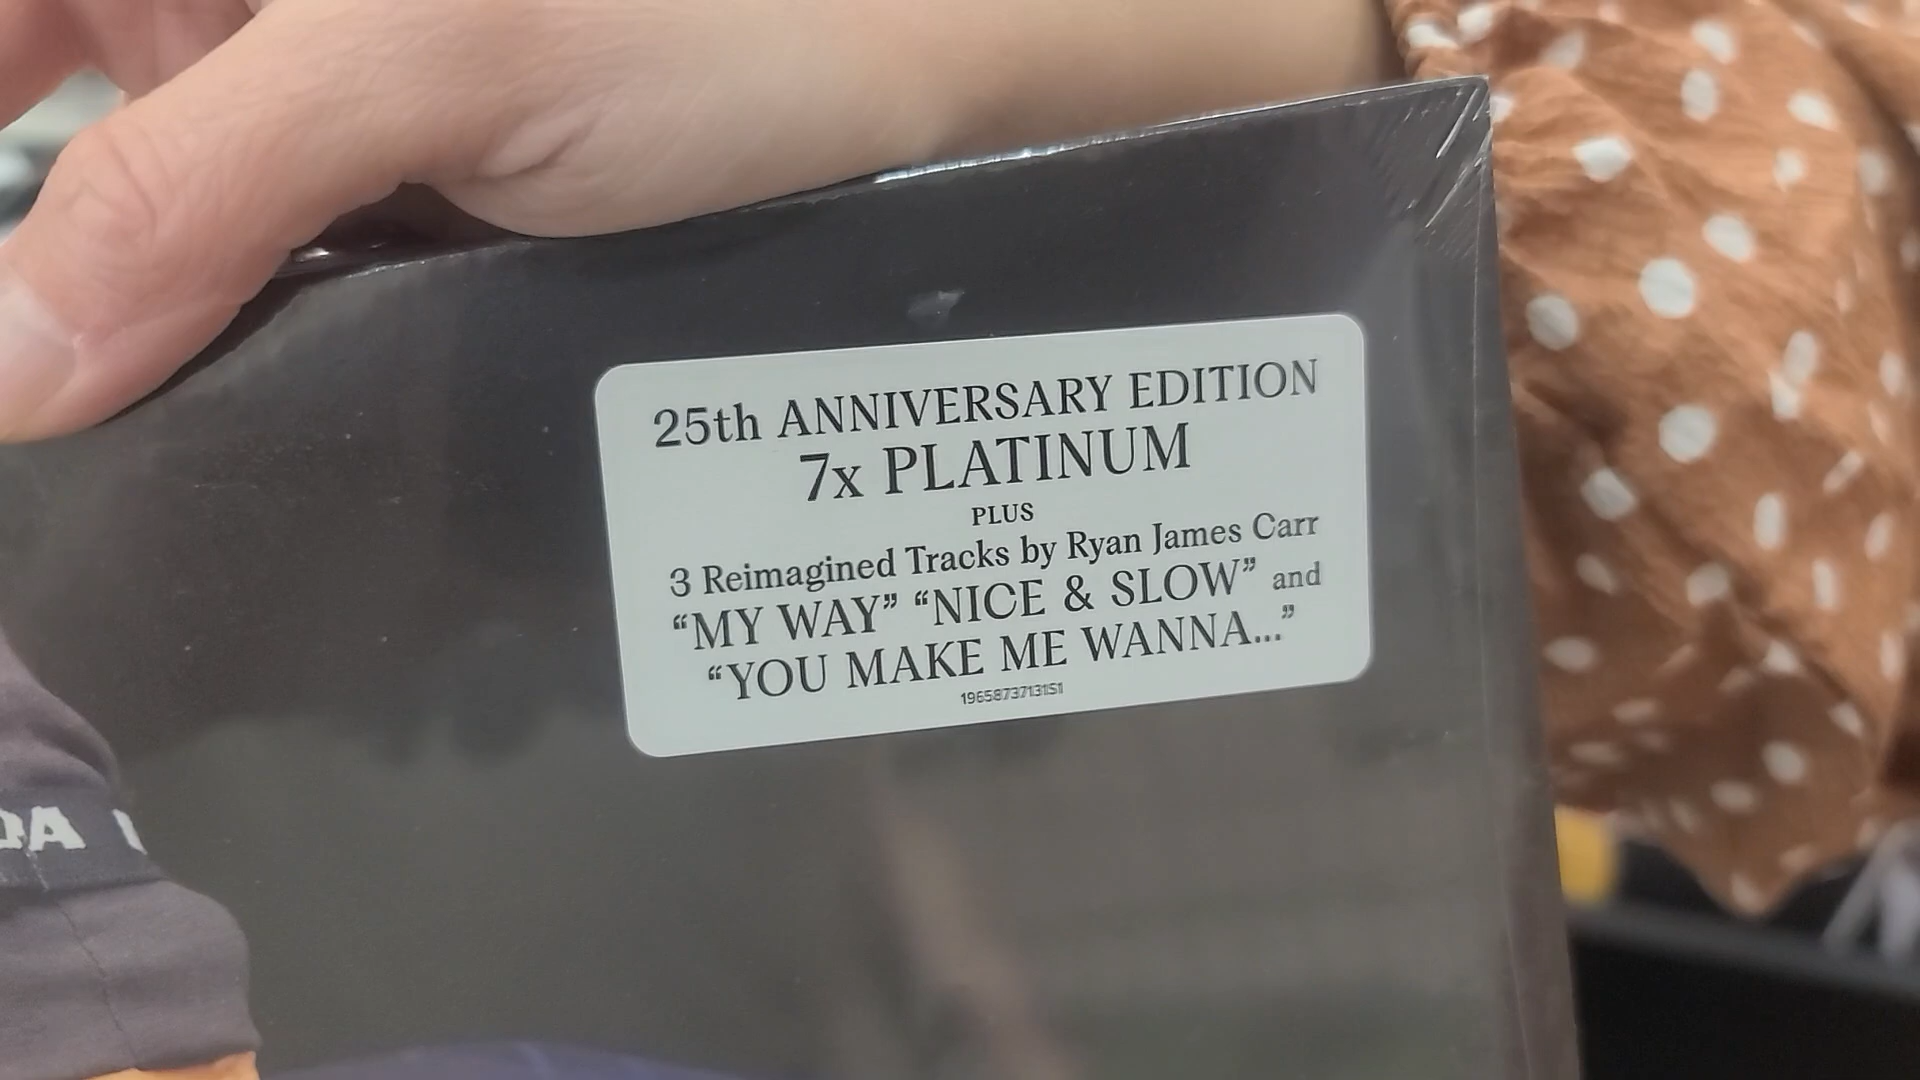 25th ANNIVERSARY EDITION
7x PLATINUM
PLUS
3 Reimagined Tracks by Ryan James Carr
“MY WAY” “NICE & SLOW” and
“YOU MAKE ME WANNA...”
19658737131S1